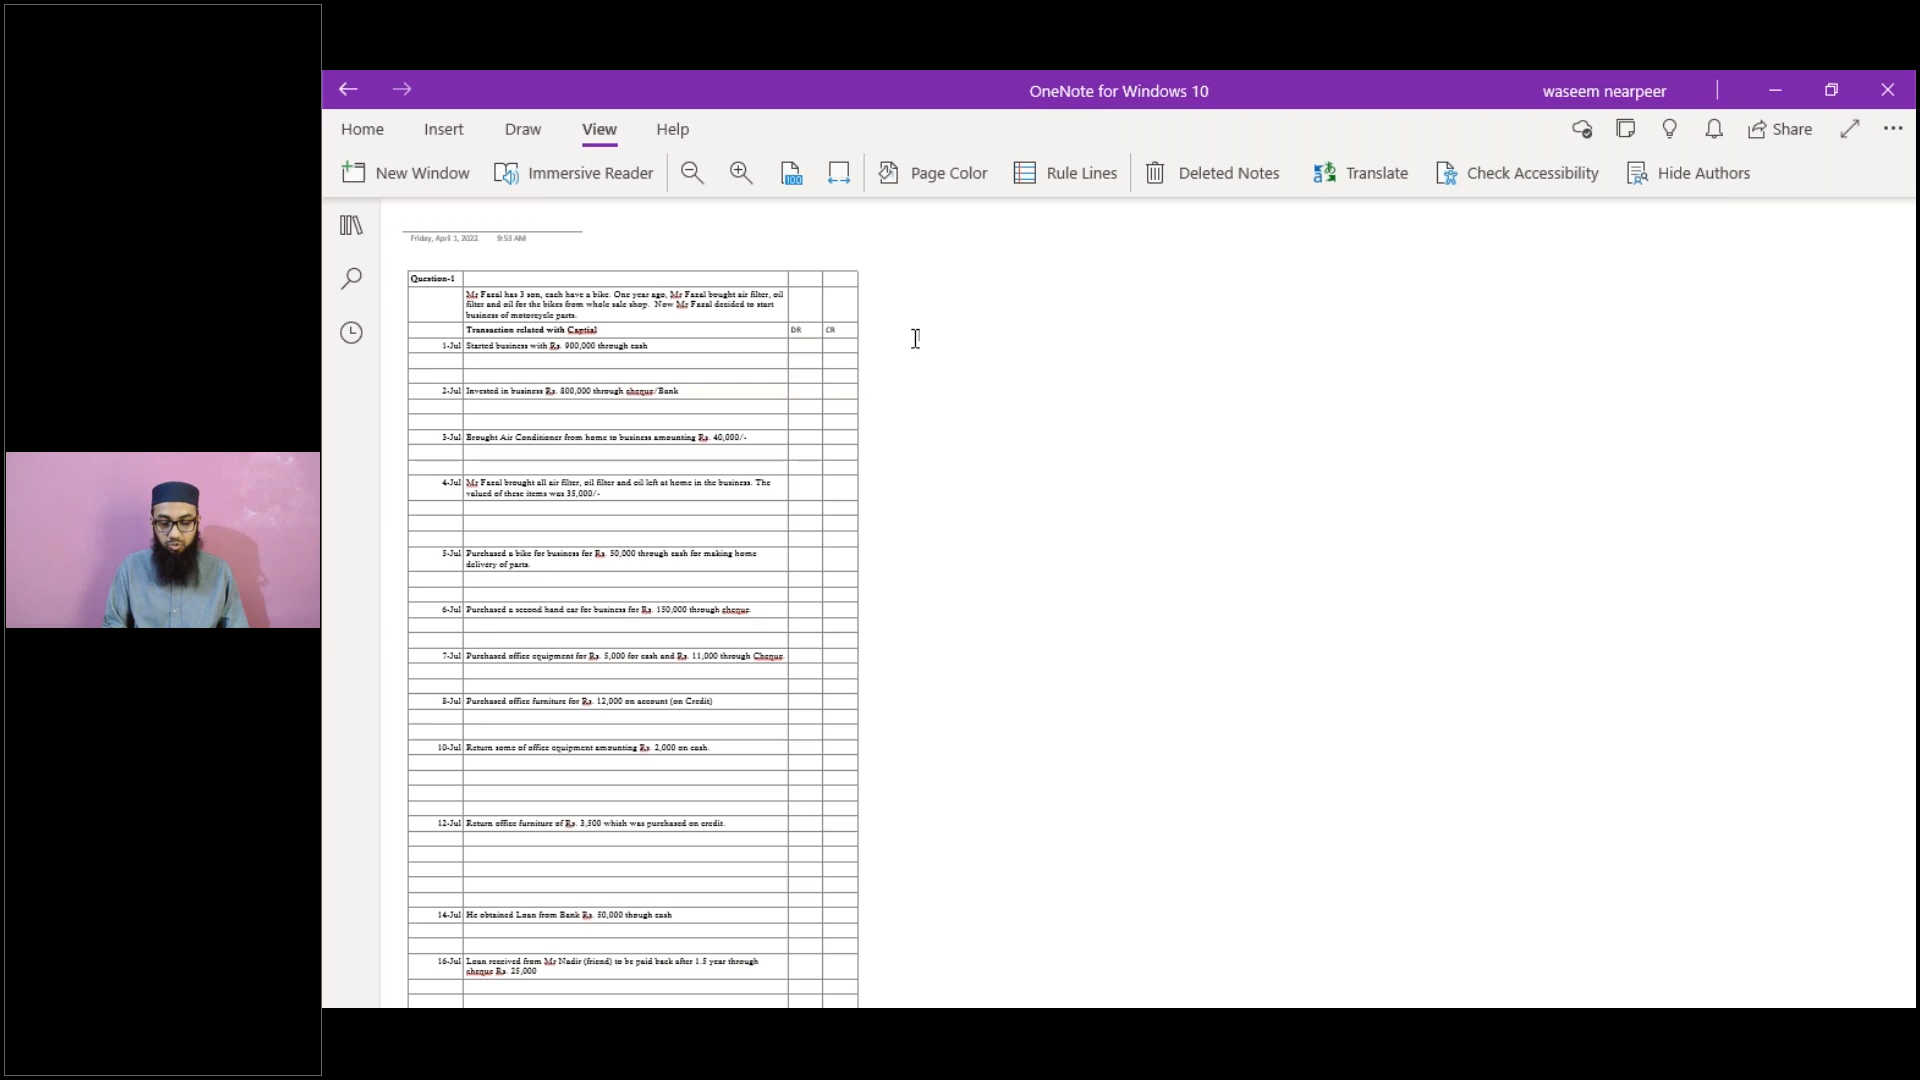 OneNote for Windows 10
waseem nearpeer
Home Insert Draw View Help
Share
New Window Immersive Reader
100
Page Color Rule Lines Deleted Notes Translate Check Accessibility Hide Authors
Friday, April 1, 2022 9:53 AM
Question-1
Mr Fazal has 3 son, each have a bike. One year ago, Mr Fazal bought air filter, oil
filter and oil for the bikes from whole sale shop. Now Mr Fazal decided to start
business of motorcycle parts.
Transaction related with Captial DR CR
1-Jul Started business with Rs. 900,000 through cash
2-Jul Invested in business Rs. 800,000 through cheque/Bank
3-Jul Brought Air Conditioner from home to business amounting Rs. 40,000/-
4-Jul Mr Fazal brought all air filter, oil filter and oil left at home in the business. The
valued of these items was 35,000/-
5-Jul Purchased a bike for business for Rs. 50,000 through cash for making home
delivery of parts.
6-Jul Purchased a second hand car for business for Rs. 150,000 through cheque.
7-Jul Purchased office equipment for Rs. 5,000 for cash and Rs. 11,000 through Cheque
8-Jul Purchased office furniture for Rs. 12,000 on account (on Credit)
10-Jul Return some of office equipment amounting Rs. 2,000 on cash.
12-Jul Return office furniture of Rs. 3,500 which was purchased on credit.
14-Jul He obtained Loan from Bank Rs. 50,000 though cash
16-Jul Loan received from Mr Nadir (friend) to be paid back after 1.5 year through
cheque Rs. 25,000